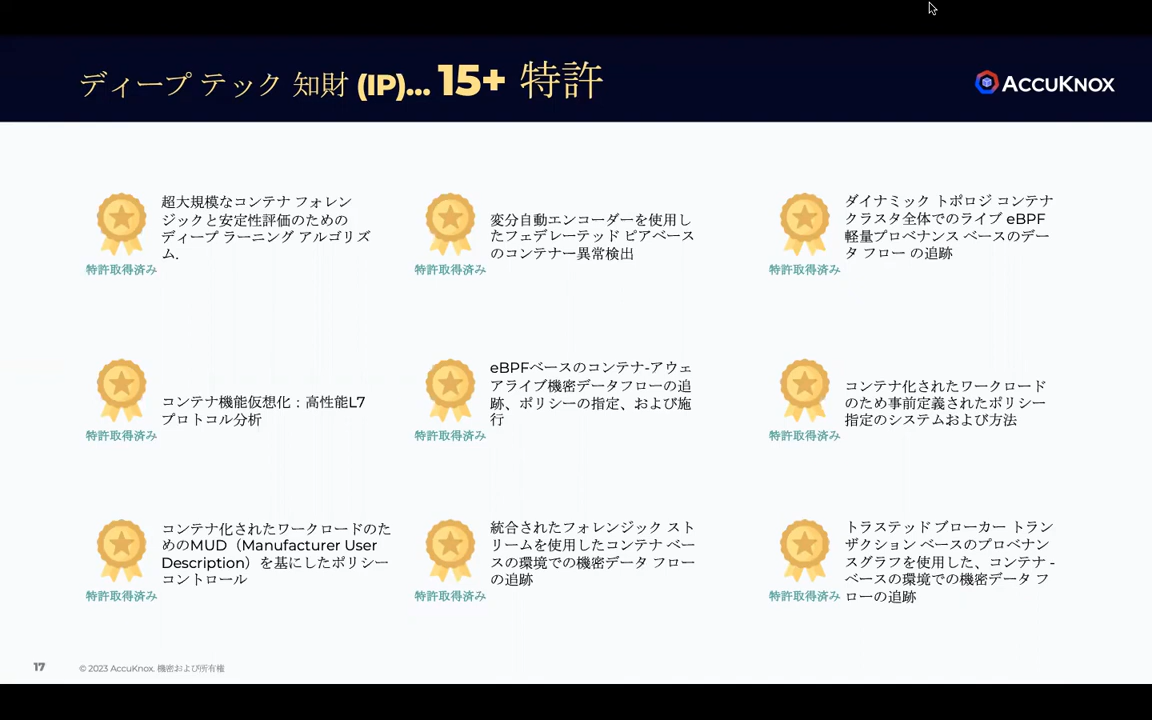 ディープ テック 知財 (IP)... 15+ 特許
ACCUKNOX
超大規模なコンテナ フォレン
ジックと安定性評価のための
ディープ ラーニング アルゴリズ
ム.
特許取得済み
変分自動エンコーダーを使用し
たフェデレーテッド ピアベース
のコンテナー異常検出
特許取得済み
ダイナミック トポロジ コンテナ
クラスタ全体でのライブ eBPF
軽量プロベナンス ベースのデー
タ フロー の追跡
特許取得済み
コンテナ機能仮想化：高性能L7
プロトコル分析
特許取得済み
eBPFベースのコンテナ-アウェ
アライブ機密データフローの追
跡、ポリシーの指定、および施
行
特許取得済み
コンテナ化されたワークロード
のため事前定義されたポリシー
指定のシステムおよび方法
特許取得済み
コンテナ化されたワークロードのた
めのMUD（Manufacturer User
Description）を基にしたポリシー
コントロール
特許取得済み
統合されたフォレンジック スト
リームを使用したコンテナ ベー
スの環境での機密データ フロー
の追跡
特許取得済み
トラステッド ブローカー トラン
ザクション ベースのプロベナン
スグラフを使用した、コンテナ -
ベースの環境での機密データ フ
ローの追跡
特許取得済み
17
© 2023 AccuKnox. 機密および所有権